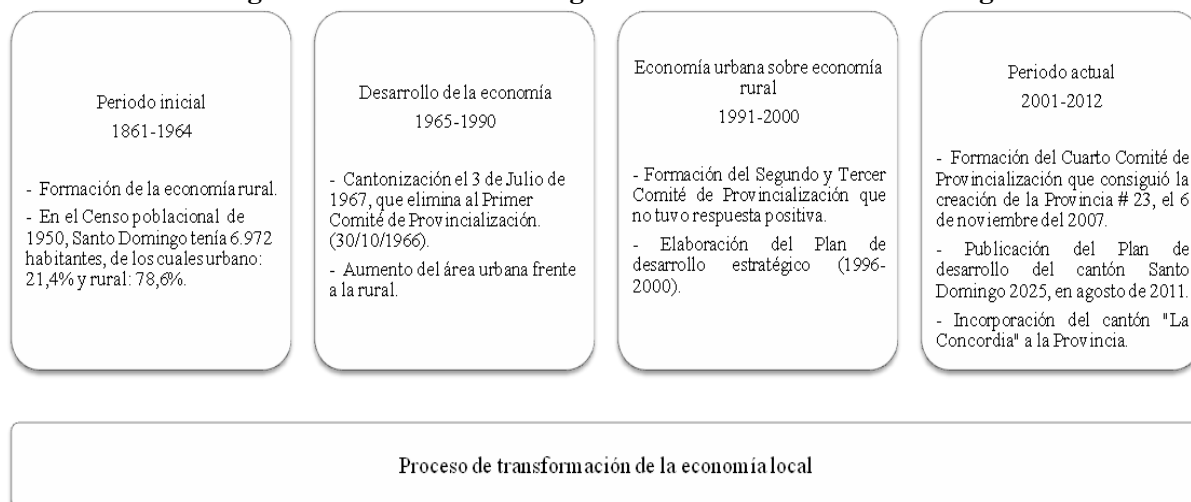 Periodo inicial
1861-1964
- Formación de la economía rural.
- En el Censo poblacional de
1950, Santo Domingo tenía 6.972
habitantes, de los cuales urbano:
21,4% y rural: 78,6%.
Desarrollo de la economía
1965-1990
- Cantonización el 3 de Julio de
1967, que elimina al Primer
Comité de Provincialización.
(30/10/1966).
- Aumento del área urbana frente
a la rural.
Economía urbana sobre economía
rural
1991-2000
- Formación del Segundo y Tercer
Comité de Provincialización que
no tuvo respuesta positiva.
- Elaboración del Plan de
desarrollo estratégico (1996-
2000).
Periodo actual
2001-2012
- Formación del Cuarto Comité de
Provincialización que consiguió la
creación de la Provincia # 23, el 6
de noviembre del 2007.
- Publicación del Plan de
desarrollo del cantón Santo
Domingo 2025, en agosto de 2011.
- Incorporación del cantón "La
Concordia" a la Provincia.
Proceso de transformación de la economía local